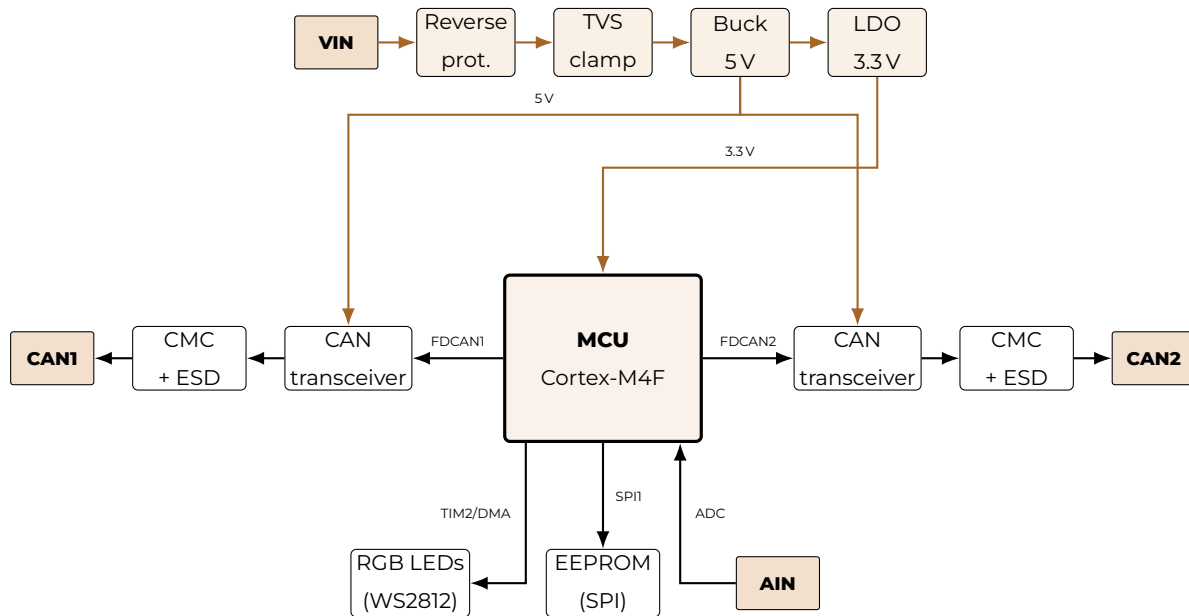 VIN
Reverse
prot.
TVS
clamp
Buck
5 V
LDO
3.3 V
5 V
3.3 V
CAN1
CMC
+ ESD
CAN
transceiver
FDCAN1
MCU
Cortex-M4F
FDCAN2
CAN
transceiver
CMC
+ ESD
CAN2
TIM2/DMA
SPI1
ADC
RGB LEDs
(WS2812)
EEPROM
(SPI)
AIN